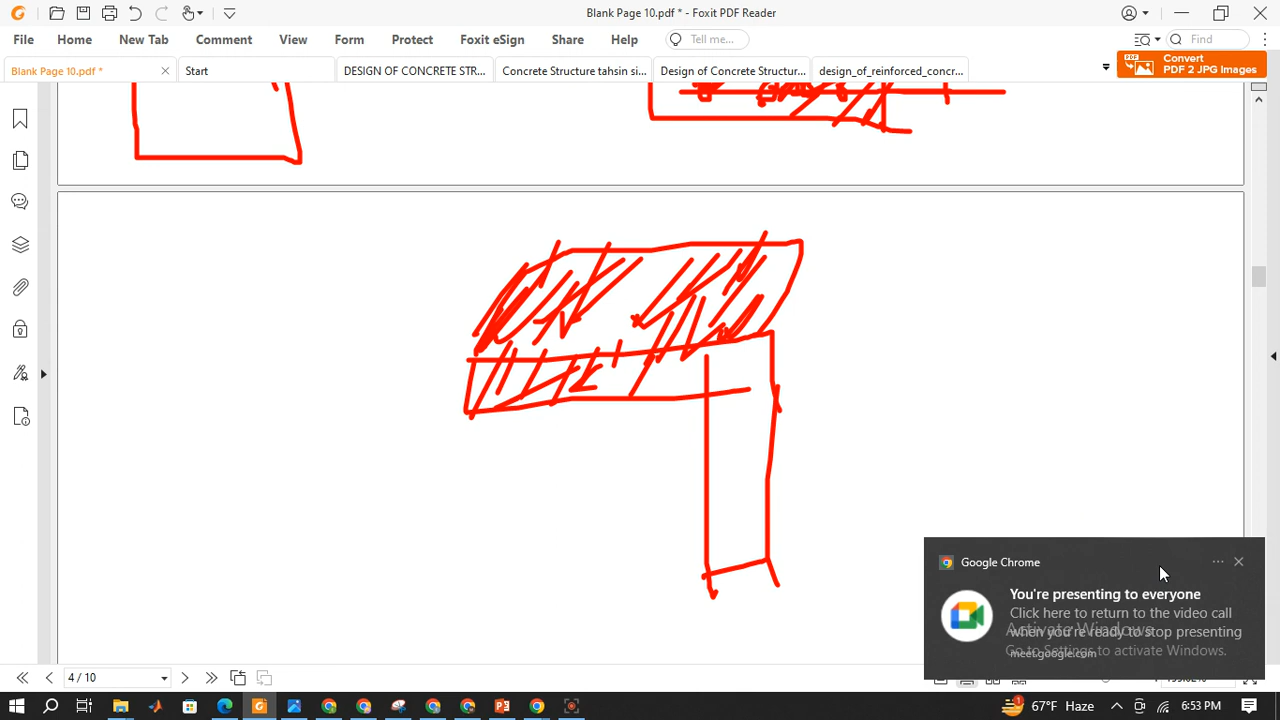 Blank Page 10.pdf * - Foxit PDF Reader
File Home New Tab Comment View Form Protect Foxit eSign Share Help Tell me... Find
Blank Page 10.pdf * Start DESIGN OF CONCRETE STR... Concrete Structure tahsin si... Design of Concrete Structur... design_of_reinforced_concr...
Convert
PDF 2 JPG Images
PDF
Google Chrome
You're presenting to everyone
Click here to return to the video call
when you're ready to stop presenting
meet.google.com
Activate Windows
Go to Settings to activate Windows.
4 / 10
1 67°F Haze 6:53 PM